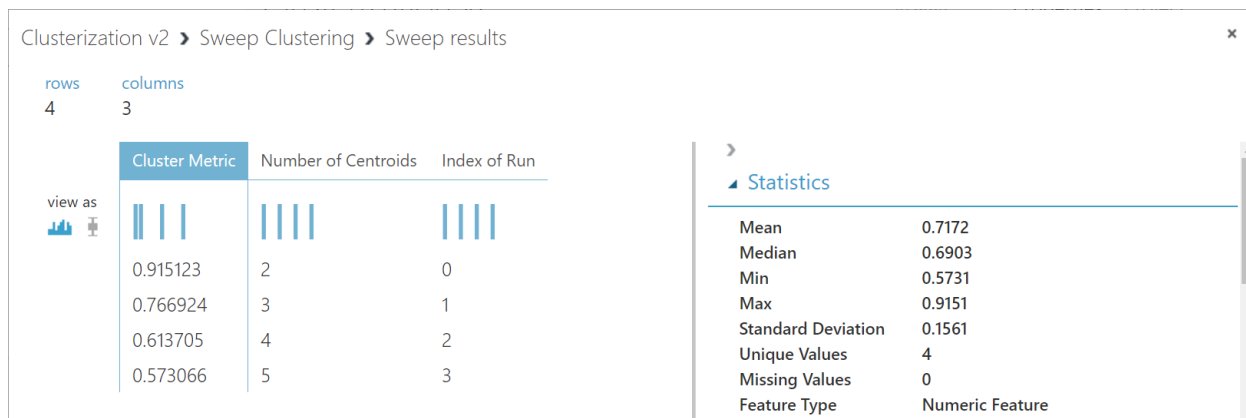 Clusterization v2 › Sweep Clustering › Sweep results
rows columns
4 3
Cluster Metric Number of Centroids Index of Run
view as
0.915123 2 0
0.766924 3 1
0.613705 4 2
0.573066 5 3
Statistics
Mean 0.7172
Median 0.6903
Min 0.5731
Max 0.9151
Standard Deviation 0.1561
Unique Values 4
Missing Values 0
Feature Type Numeric Feature